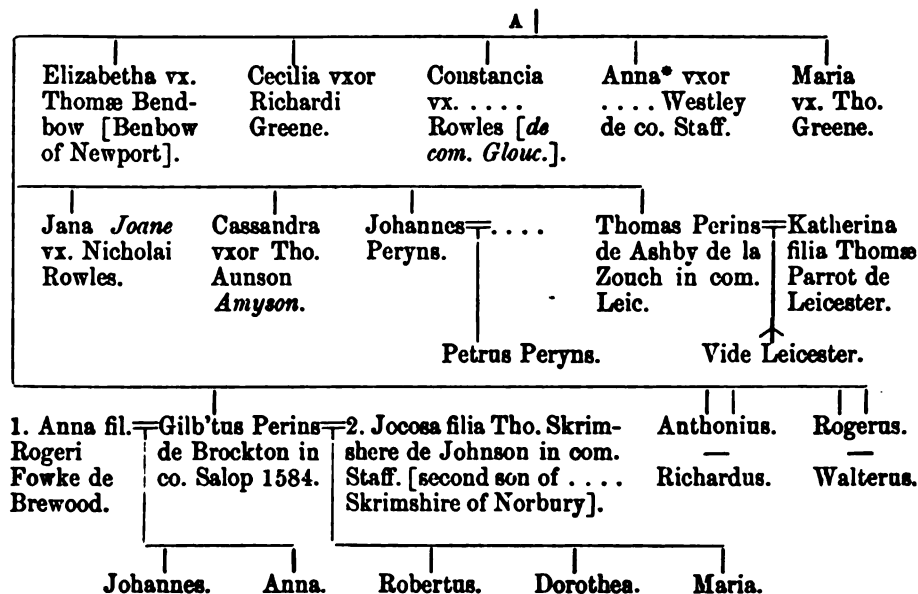 A
Elizabetha vx.
Thomæ Bend-
bow [Benbow
of Newport].
Cecilia vxor
Richardi
Greene.
Constancia
vx. . . . . .
Rowles [de
com. Glouc.].
Anna* vxor
. . . . Westley
de co. Staff.
Maria
vx. Tho.
Greene.
Jana Joane
vx. Nicholai
Rowles.
Cassandra
vxor Tho.
Aunson
Amyson.
Johannes
Peryns.
. . . .
Thomas Perins
de Ashby de la
Zouch in com.
Leic.
Katherina
filia Thomæ
Parrot de
Leicester.
Petrus Peryns.
Vide Leicester.
1. Anna fil.
Rogeri
Fowke de
Brewood.
Gilb'tus Perins
de Brockton in
co. Salop 1584.
2. Jocosa filia Tho. Skrim-
shere de Johnson in com.
Staff. [second son of . . . .
Skrimshire of Norbury].
Anthonius.
—
Richardus.
Rogerus.
—
Walterus.
Johannes.
Anna.
Robertus.
Dorothea.
Maria.